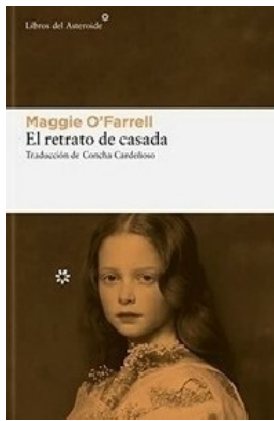 Libros del Asteroide
Maggie O'Farrell
El retrato de casada
Traducción de Concha Cardeñoso